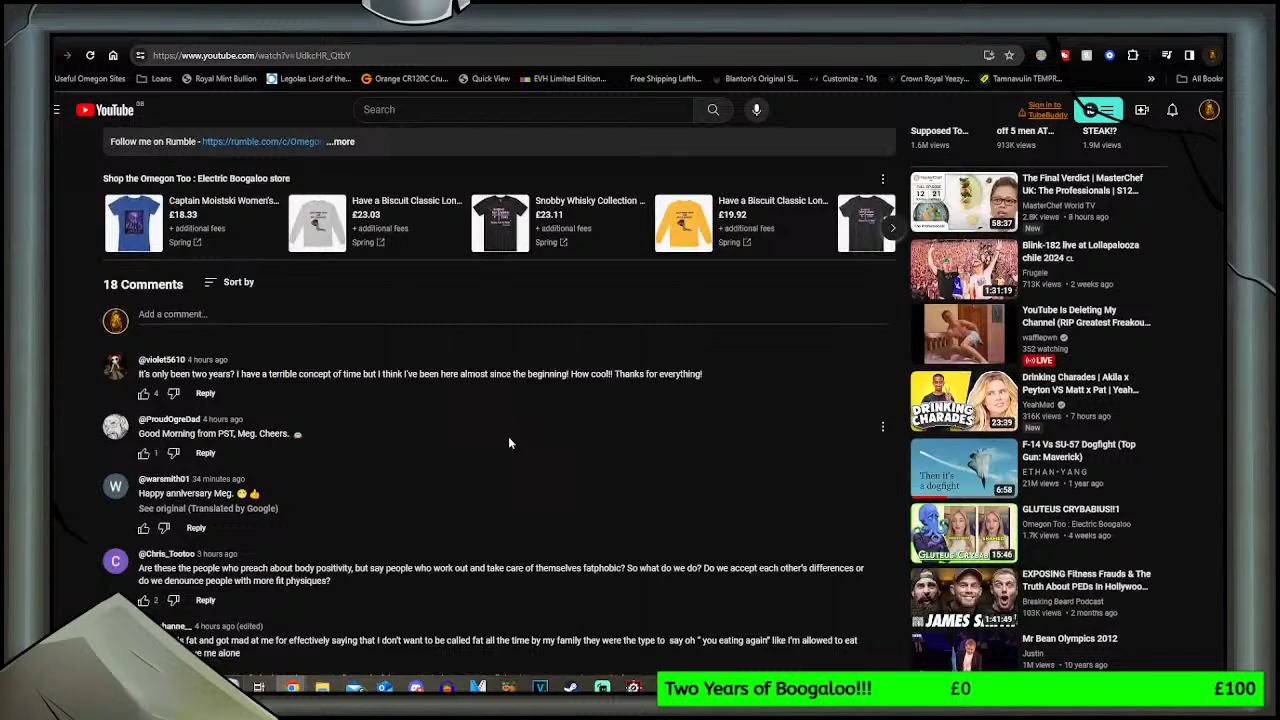 https://www.youtube.com/watch?v=UdkcHR_QtbY
Useful Omegon Sites
Loans
Royal Mint Bullion
Legolas Lord of the...
Orange CR120C Cru...
Quick View
EVH Limited Edition...
Free Shipping Lefth...
Blanton's Original Si...
Customize - 10s
Crown Royal Yeezy...
Tamnavulin TEMPR...
»
All Bookr
YouTube GB
Search
Sign in to
TubeBuddy
Follow me on Rumble - https://rumble.com/c/Omego ...more
Shop the Omegon Too : Electric Boogaloo store
Captain Molazski Women's...
£18.33
+ additional fees
Spring
Have a Biscuit Classic Lon...
£23.03
+ additional fees
Spring
Snobby Whisky Collection ...
£23.11
+ additional fees
Spring
Have a Biscuit Classic Lon...
£19.92
+ additional fees
Spring
18 Comments
Sort by
Add a comment...
@violet5610 4 hours ago
It's only been two years? I have a terrible concept of time but I think I've been here almost since the beginning! How cool!! Thanks for everything!
4 Reply
@ProudOgreDad 4 hours ago
Good Morning from PST, Meg. Cheers.
1 Reply
W
@warsmith01 34 minutes ago
Happy anniversary Meg. 😁👍
See original (Translated by Google)
Reply
C
@Chris_Tootoo 3 hours ago
Are these the people who preach about body positivity, but say people who work out and take care of themselves fatphobic? So what do we do? Do we accept each other's differences or
do we denounce people with more fit physiques?
2 Reply
hanne__ 4 hours ago (edited)
s fat and got mad at me for effectively saying that I don't want to be called fat all the time by my family they were the type to say oh " you eating again" like I'm allowed to eat
ve me alone
Supposed To...
1.6M views
off 5 men AT...
913K views
STEAK!?
1.9M views
FULL EPISODE
12 21
58:37
The Final Verdict | MasterChef
UK: The Professionals | S12...
MasterChef World TV
2.8K views • 8 hours ago
New
1:31:19
Blink-182 live at Lollapalooza
chile 2024 CL
Frugele
713K views • 2 weeks ago
YouTube Is Deleting My
Channel (RIP Greatest Freakou...
wafflepwn
352 watching
LIVE
DRINKING
CHARADES
23:39
Drinking Charades | Akila x
Peyton VS Matt x Pat | Yeah...
YeahMad
316K views • 7 hours ago
New
Then it's
a dogfight
6:58
F-14 Vs SU-57 Dogfight (Top
Gun: Maverick)
E T H A N • Y A N G
21M views • 1 year ago
GLUTEUS CRYBAB
15:46
GLUTEUS CRYBABIUS!!1
Omegon Too : Electric Boogaloo
1.7K views • 4 weeks ago
JAMES S
1:41:49
EXPOSING Fitness Frauds & The
Truth About PEDs In Hollywoo...
Breaking Beard Podcast
103K views • 2 months ago
Mr Bean Olympics 2012
Justin
1M views • 10 years ago
Two Years of Boogaloo!!! £0 £100